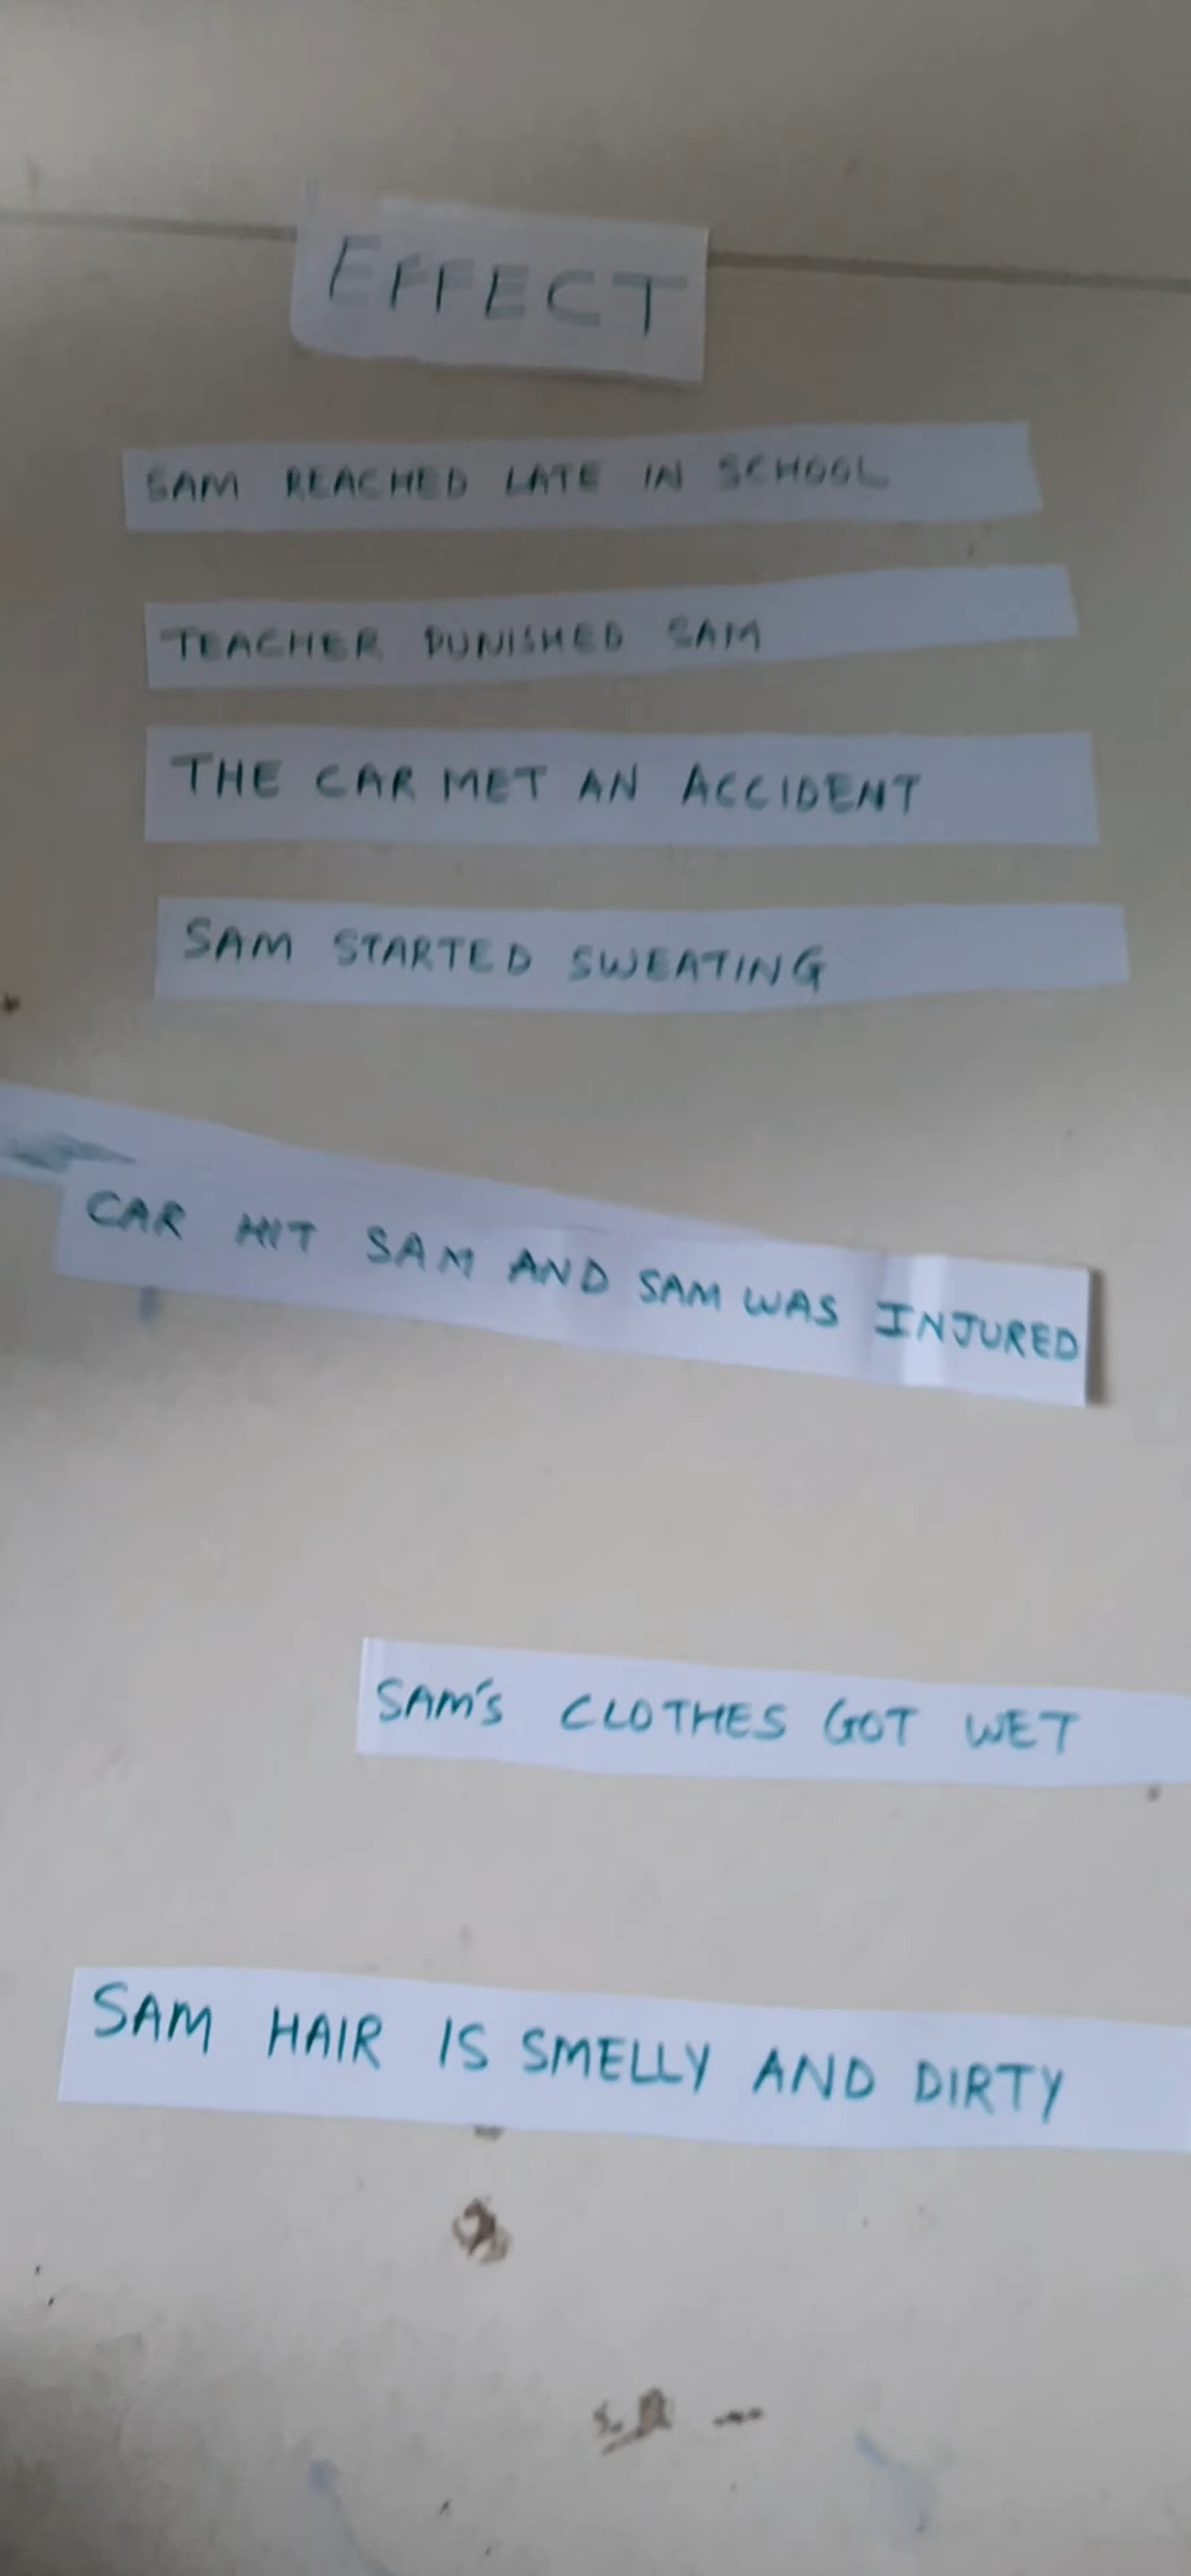 EFFECT
SAM REACHED LATE IN SCHOOL
TEACHER PUNISHED SAM
THE CAR MET AN ACCIDENT
SAM STARTED SWEATING
CAR HIT SAM AND SAM WAS INJURED
SAM'S CLOTHES GOT WET
SAM HAIR IS SMELLY AND DIRTY